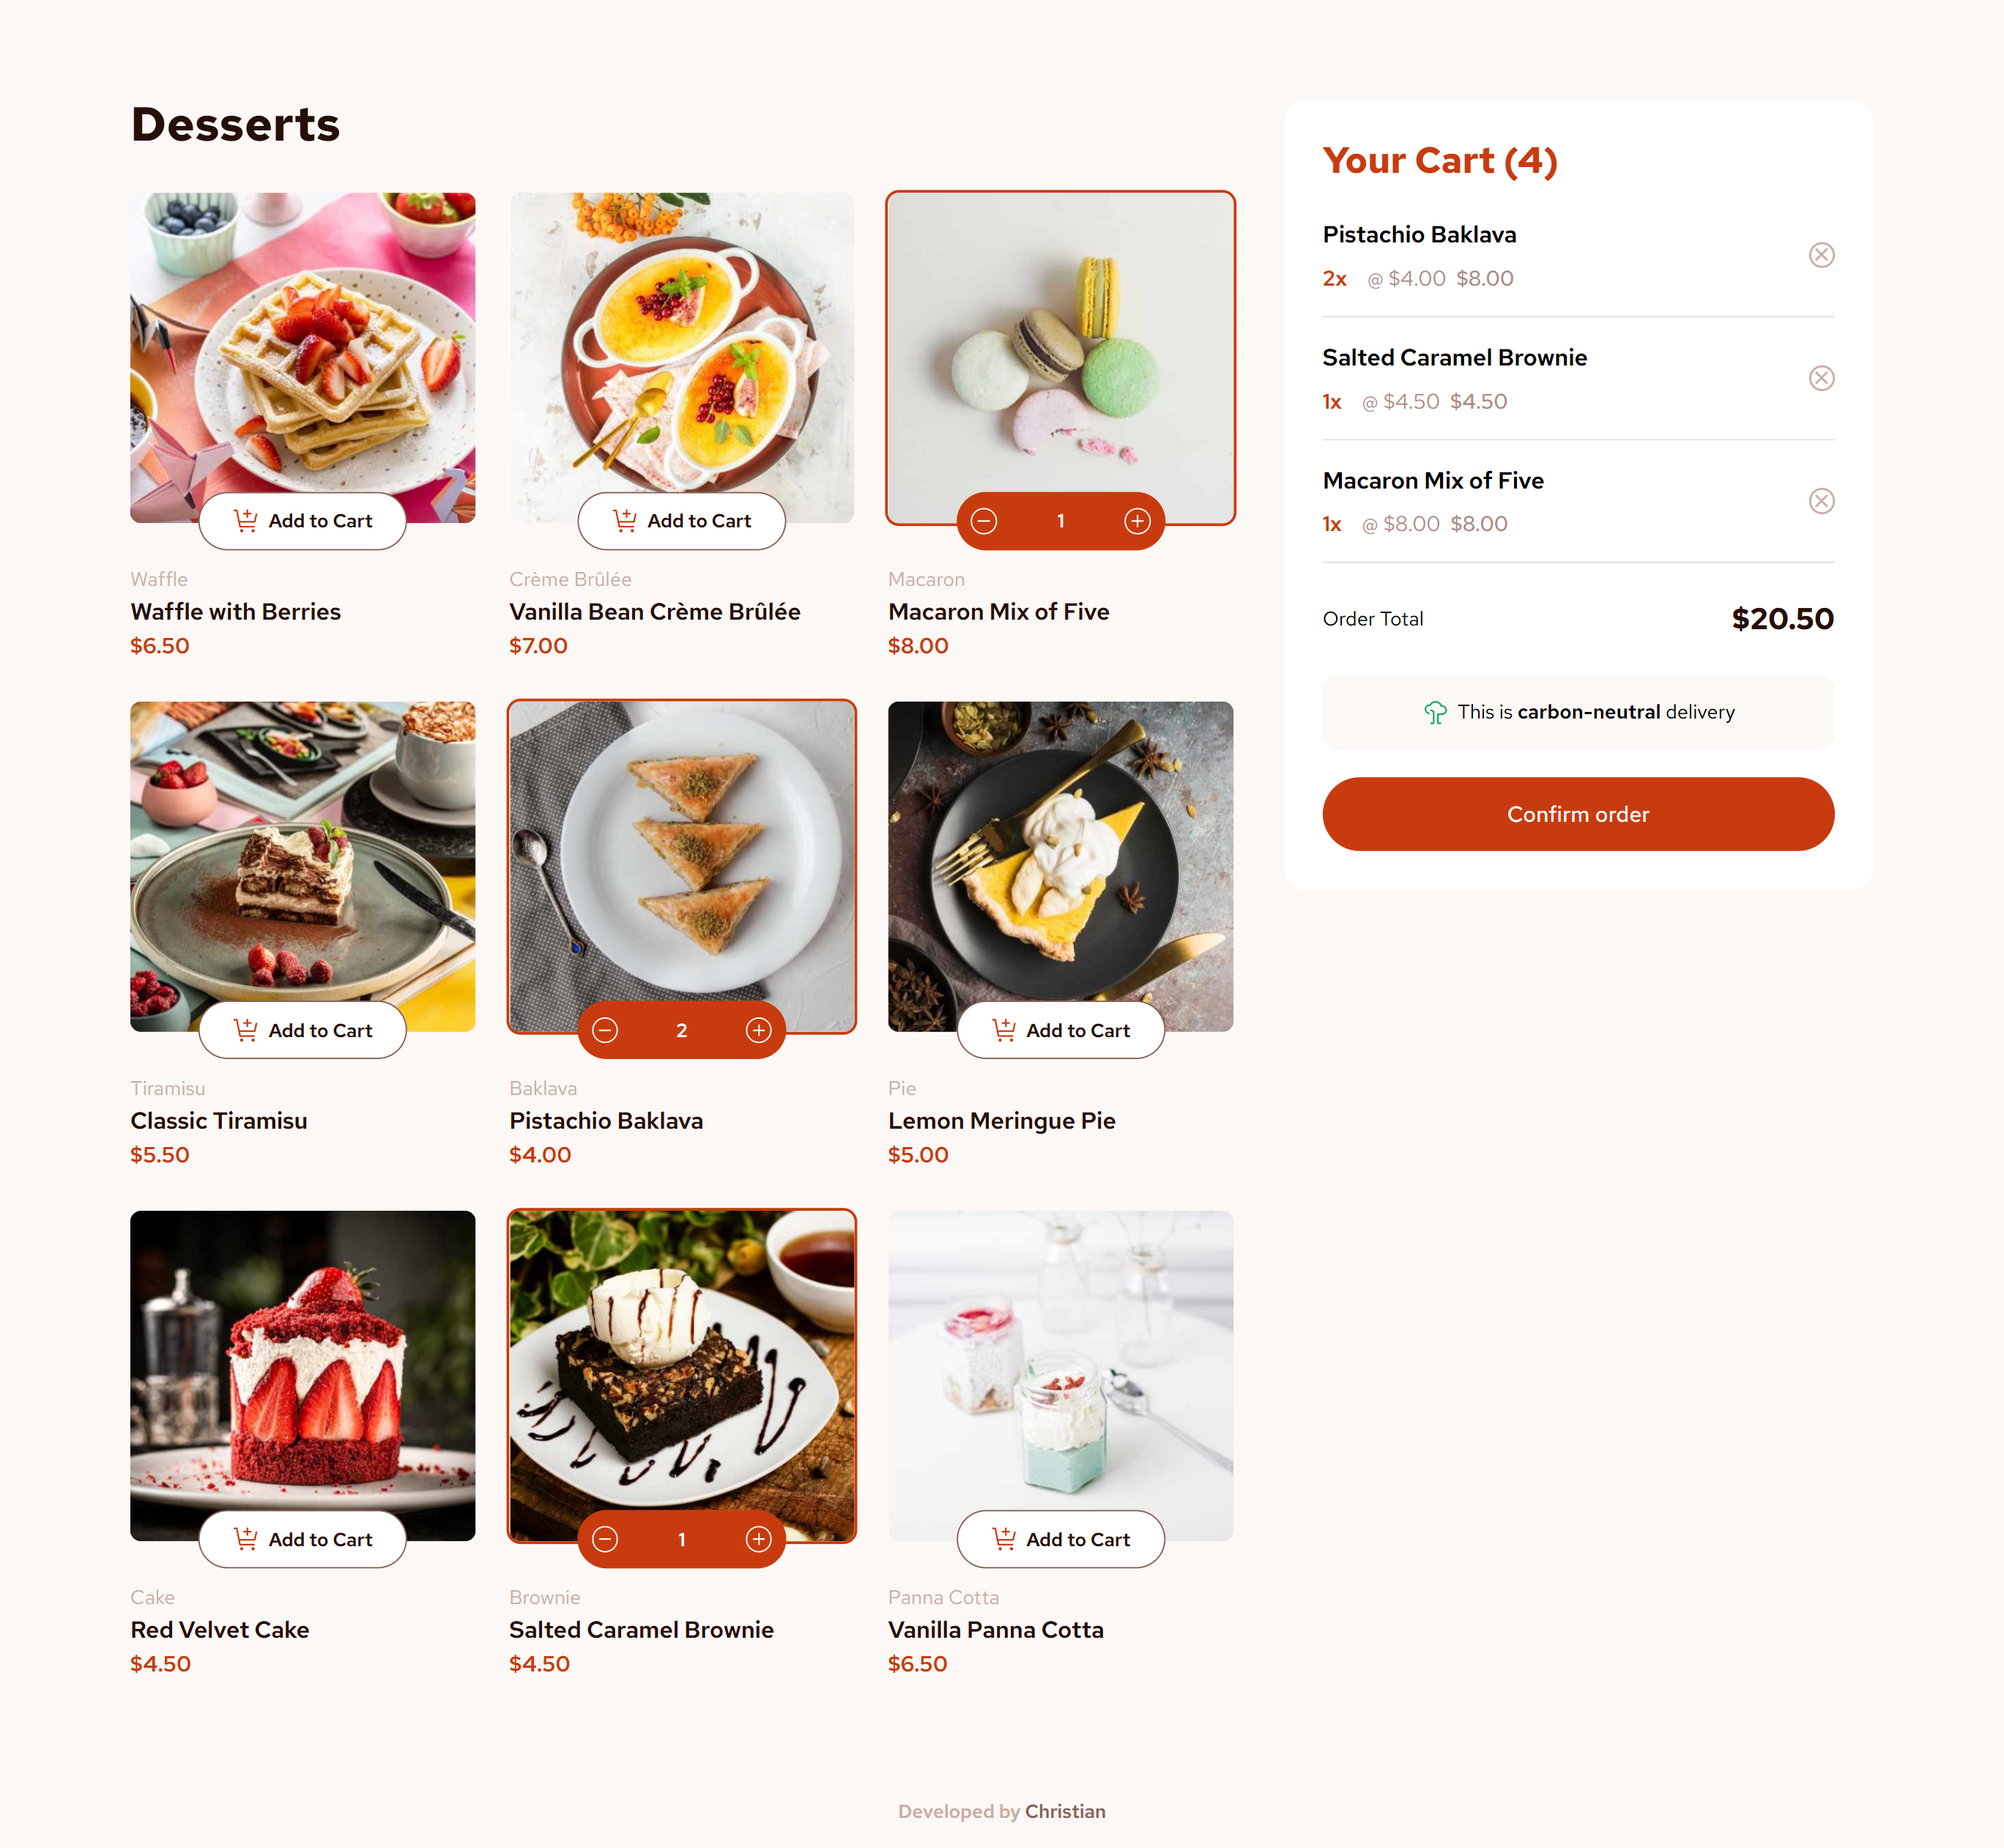 Desserts
Add to Cart
Add to Cart
1
Waffle
Waffle with Berries
$6.50
Crème Brûlée
Vanilla Bean Crème Brûlée
$7.00
Macaron
Macaron Mix of Five
$8.00
Add to Cart
2
Add to Cart
Tiramisu
Classic Tiramisu
$5.50
Baklava
Pistachio Baklava
$4.00
Pie
Lemon Meringue Pie
$5.00
Add to Cart
1
Add to Cart
Cake
Red Velvet Cake
$4.50
Brownie
Salted Caramel Brownie
$4.50
Panna Cotta
Vanilla Panna Cotta
$6.50
Your Cart (4)
Pistachio Baklava
2x @ $4.00 $8.00
Salted Caramel Brownie
1x @ $4.50 $4.50
Macaron Mix of Five
1x @ $8.00 $8.00
Order Total $20.50
This is carbon-neutral delivery
Confirm order
Developed by Christian